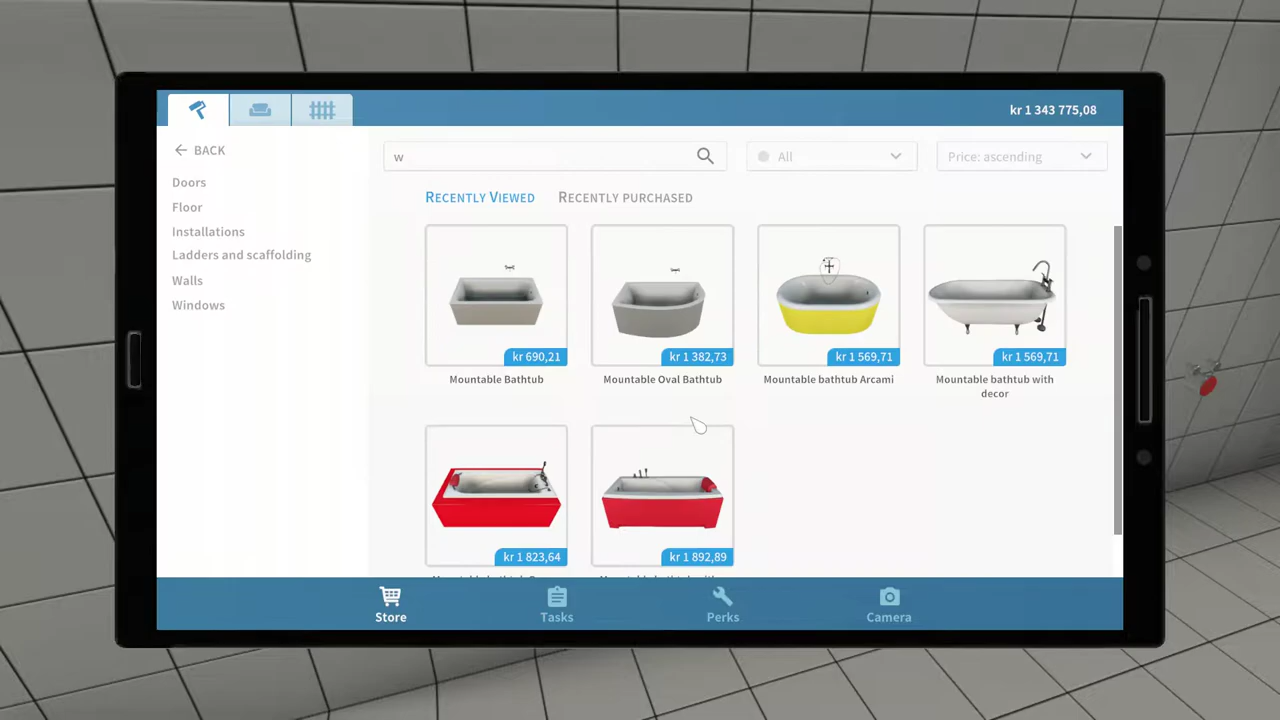 kr 1 343 775,08
BACK
w
All
Price: ascending
Doors
Floor
Installations
Ladders and scaffolding
Walls
Windows
RECENTLY VIEWED
RECENTLY PURCHASED
kr 690,21
kr 1 382,73
kr 1 569,71
kr 1 569,71
Mountable Bathtub
Mountable Oval Bathtub
Mountable bathtub Arcami
Mountable bathtub with
decor
kr 1 823,64
kr 1 892,89
Store
Tasks
Perks
Camera